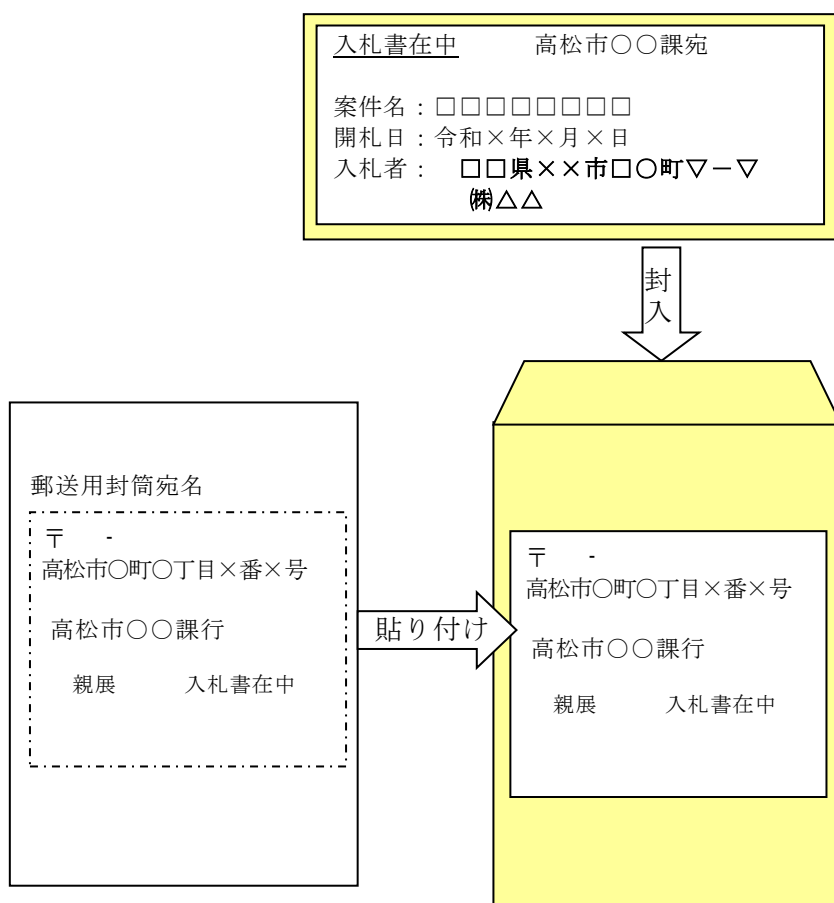 入札書在中　　　高松市〇〇課宛
案件名：□□□□□□□□
開札日：令和×年×月×日
入札者：　□□県××市□〇町▽－▽
㈱△△
封入
郵送用封筒宛名
〒　　-
高松市〇町〇丁目×番×号
高松市〇〇課行
親展　　　入札書在中
貼り付け
〒　　-
高松市〇町〇丁目×番×号
高松市〇〇課行
親展　　　入札書在中